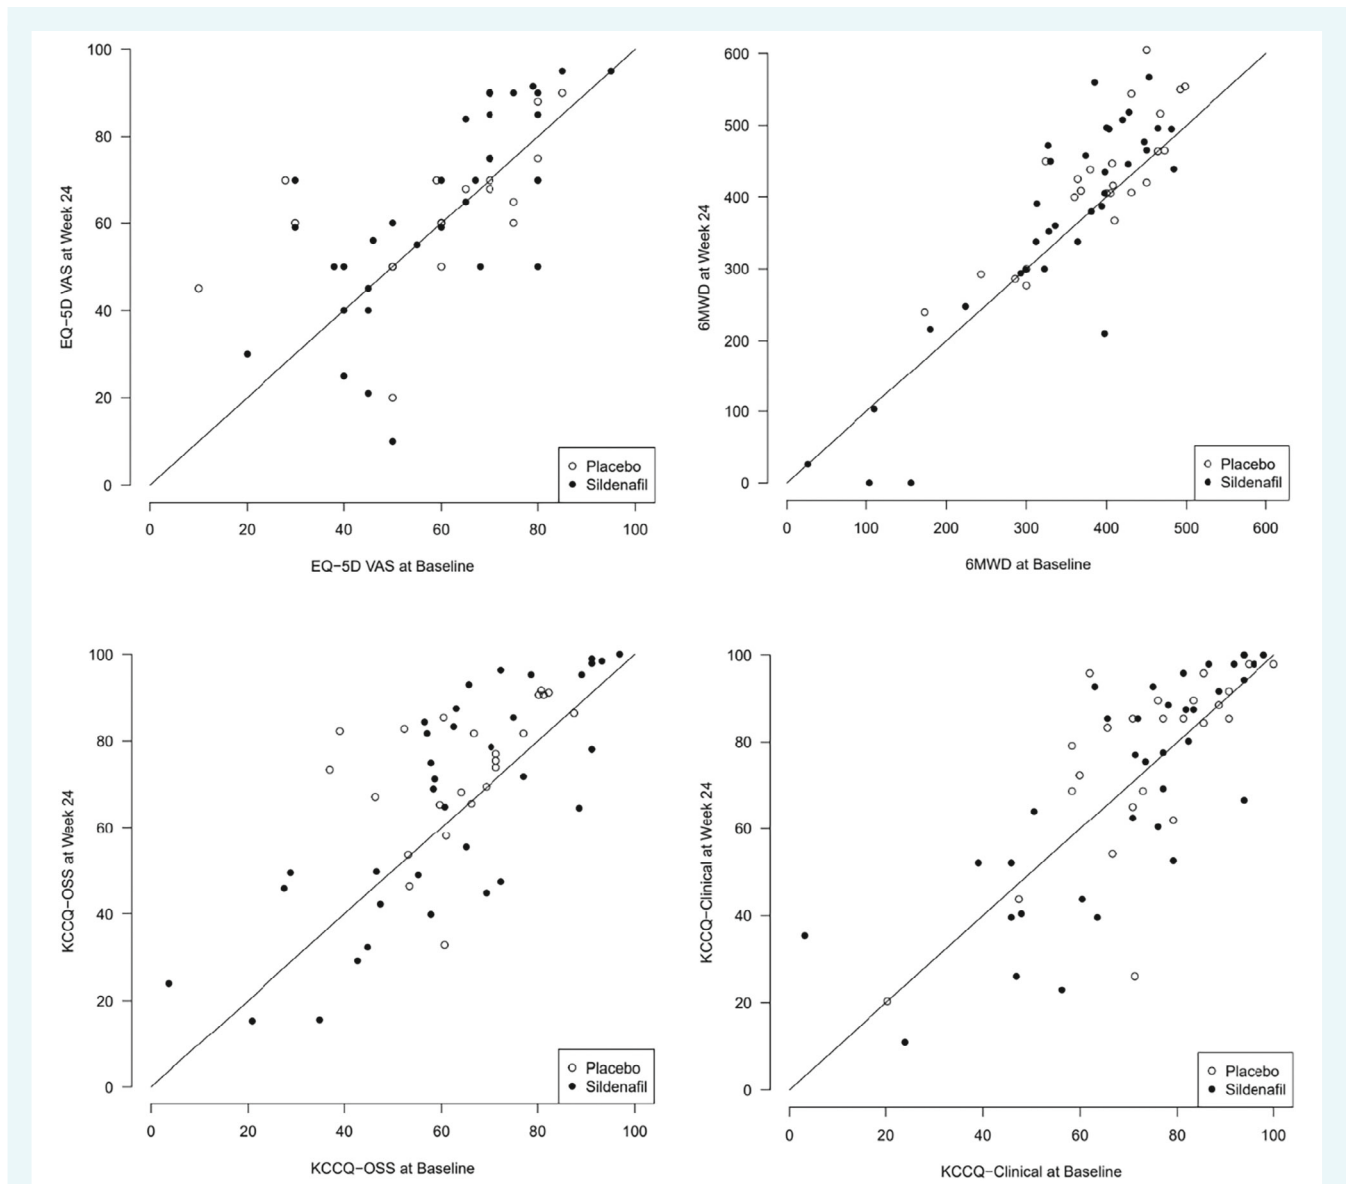 100
80
60
40
20
0
EQ−5D VAS at Week 24
Placebo
Sildenafil
0 20 40 60 80 100
EQ−5D VAS at Baseline
600
500
400
300
200
100
0
6MWD at Week 24
Placebo
Sildenafil
0 100 200 300 400 500 600
6MWD at Baseline
100
80
60
40
20
0
KCCQ−OSS at Week 24
Placebo
Sildenafil
0 20 40 60 80 100
KCCQ−OSS at Baseline
100
80
60
40
20
0
KCCQ−Clinical at Week 24
Placebo
Sildenafil
0 20 40 60 80 100
KCCQ−Clinical at Baseline